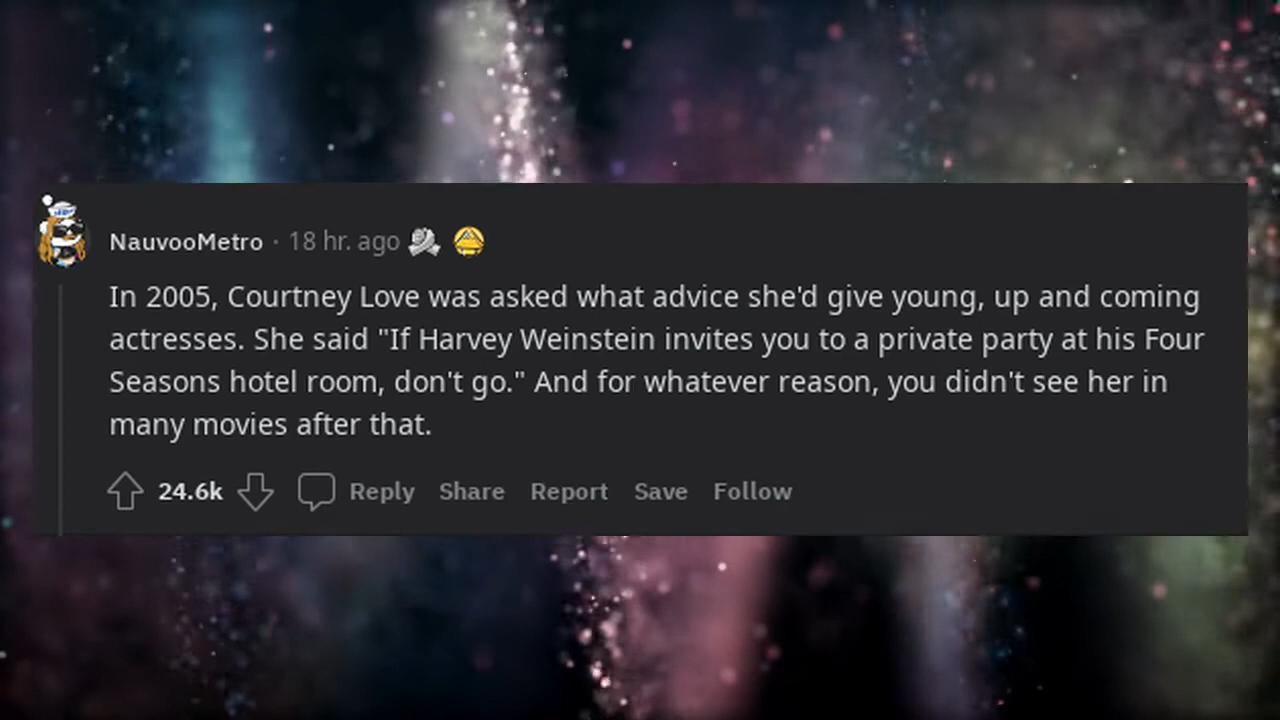 NauvooMetro · 18 hr. ago
In 2005, Courtney Love was asked what advice she'd give young, up and coming
actresses. She said "If Harvey Weinstein invites you to a private party at his Four
Seasons hotel room, don't go." And for whatever reason, you didn't see her in
many movies after that.
24.6k Reply Share Report Save Follow